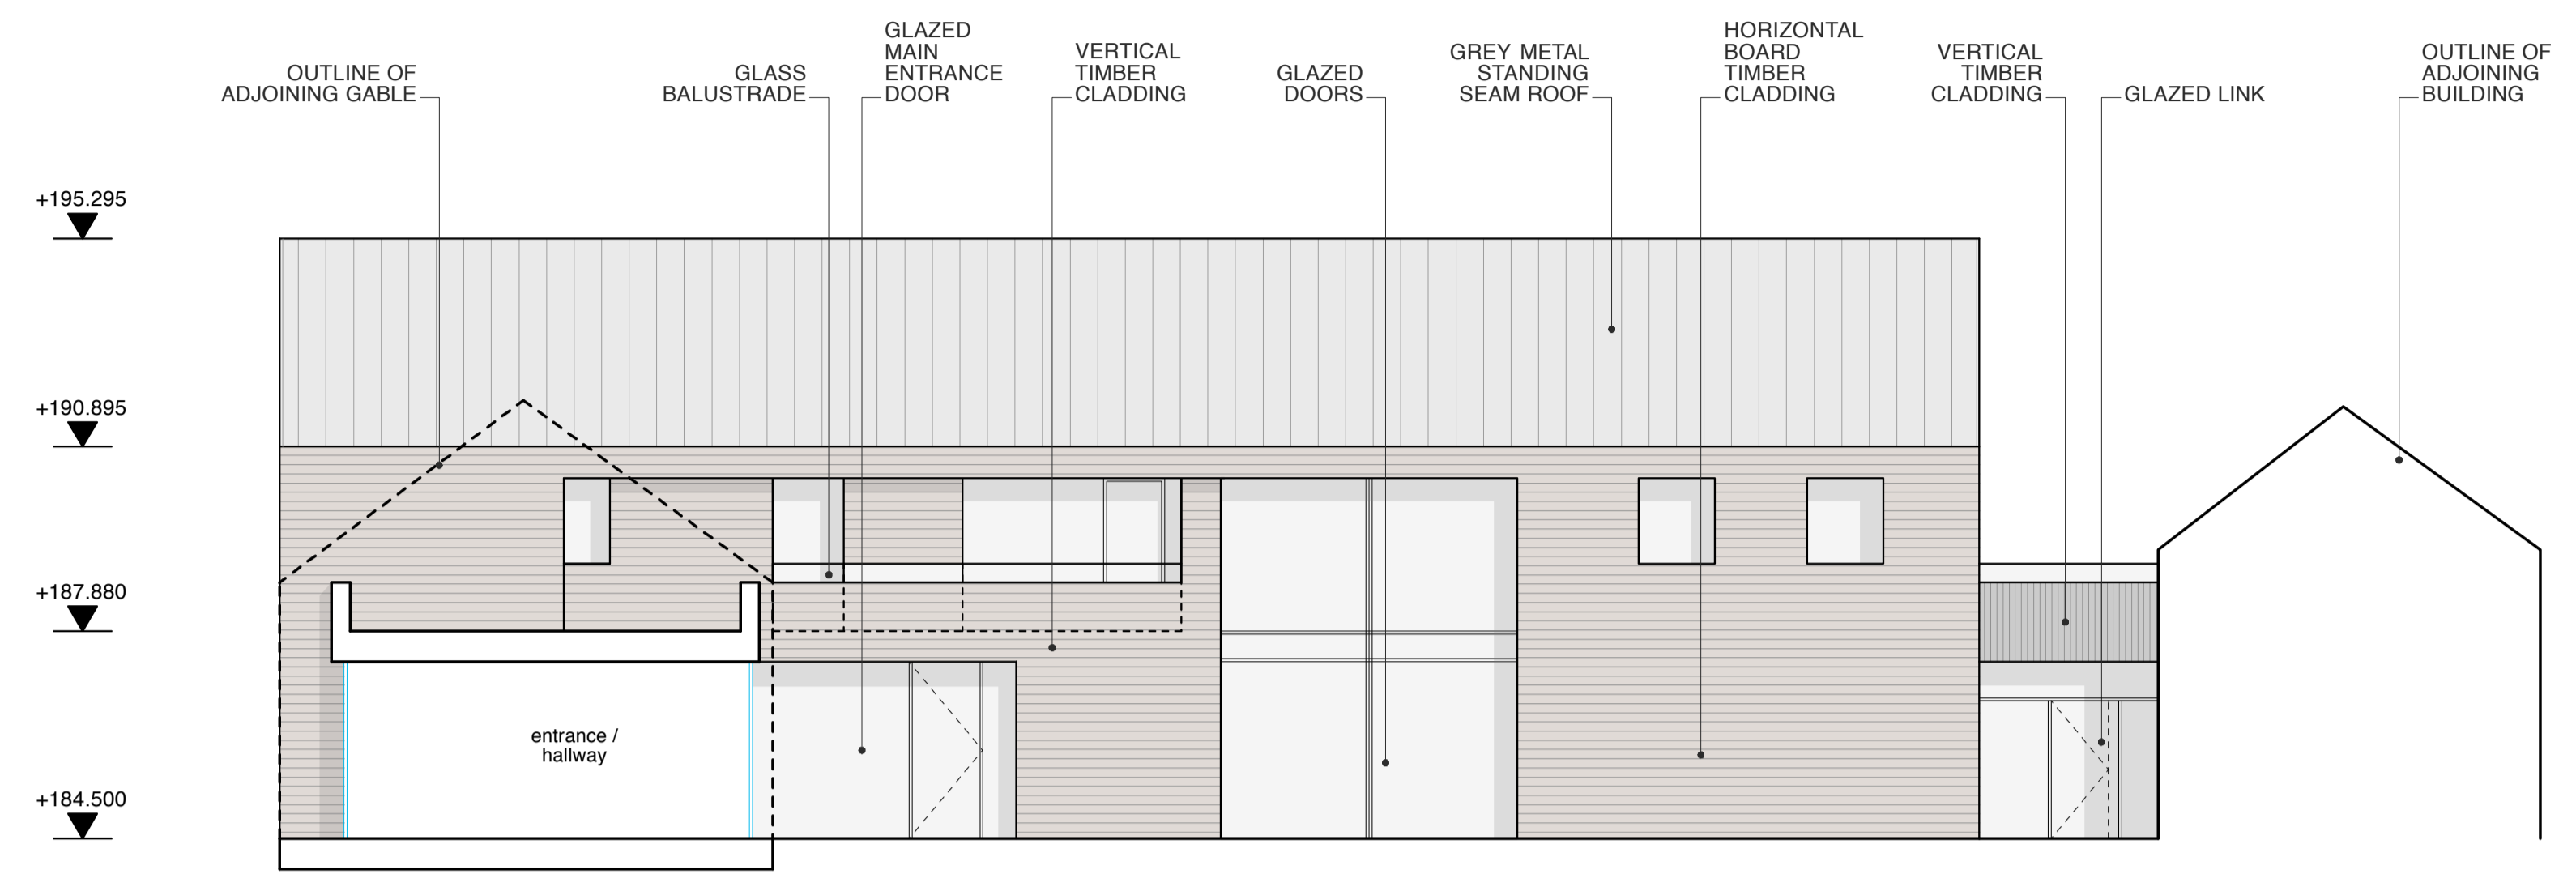 OUTLINE OF
ADJOINING GABLE
GLASS
BALUSTRADE
GLAZED
MAIN
ENTRANCE
DOOR
VERTICAL
TIMBER
CLADDING
GLAZED
DOORS
GREY METAL
STANDING
SEAM ROOF
HORIZONTAL
BOARD
TIMBER
CLADDING
VERTICAL
TIMBER
CLADDING
GLAZED LINK
OUTLINE OF
ADJOINING
BUILDING
+195.295
+190.895
+187.880
+184.500
entrance /
hallway